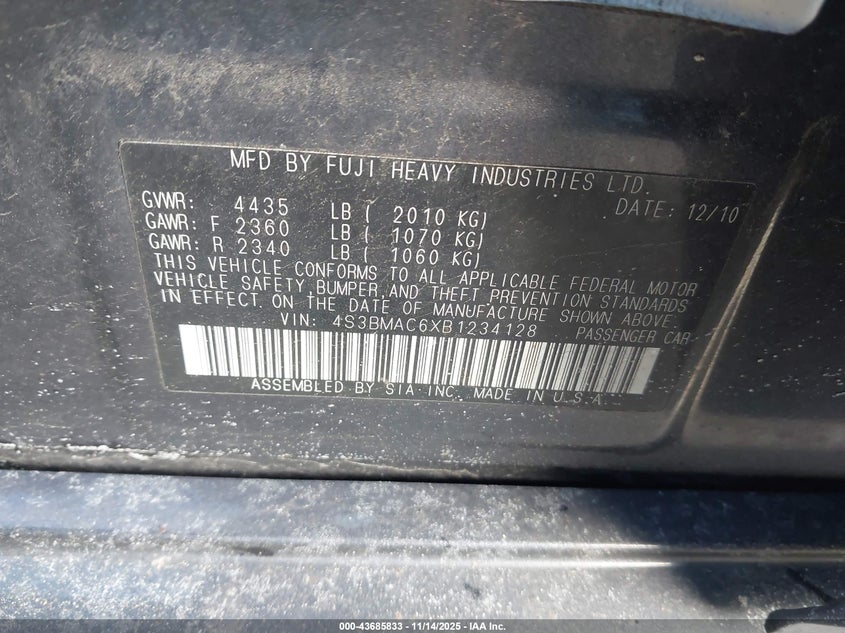 MFD BY FUJI HEAVY INDUSTRIES LTD.
DATE: 12/10
GVWR: 4435 LB ( 2010 KG)
GAWR: F 2360 LB ( 1070 KG)
GAWR: R 2340 LB ( 1060 KG)
THIS VEHICLE CONFORMS TO ALL APPLICABLE FEDERAL MOTOR
VEHICLE SAFETY, BUMPER, AND THEFT PREVENTION STANDARDS
IN EFFECT ON THE DATE OF MANUFACTURE SHOWN ABOVE.
VIN: 4S3BMAC6XB1234128 PASSENGER CAR
ASSEMBLED BY SIA INC. MADE IN U.S.A.
000-43685833 - 11/14/2025 - IAA Inc.